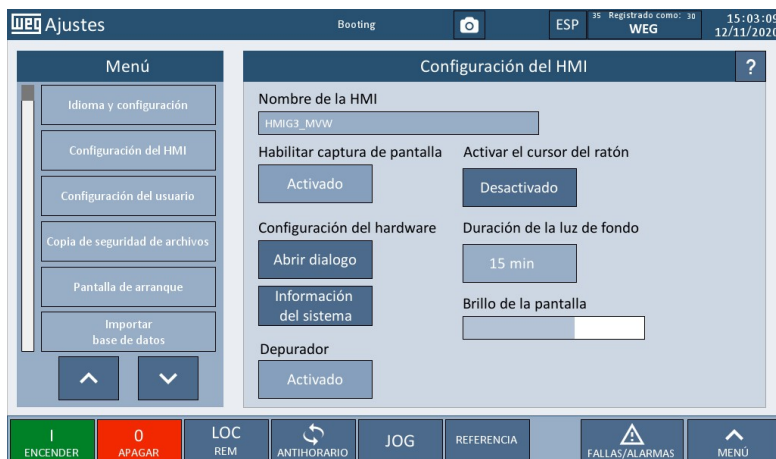 WEG Ajustes
Booting
ESP
35 Registrado como: 30
WEG
15:03:09
12/11/2020
Menú
Idioma y configuración
Configuración del HMI
Configuración del usuario
Copia de seguridad de archivos
Pantalla de arranque
Importar
base de datos
Configuración del HMI
?
Nombre de la HMI
HMIG3_MVW
Habilitar captura de pantalla
Activar el cursor del ratón
Activado
Desactivado
Configuración del hardware
Duración de la luz de fondo
Abrir dialogo
15 min
Información
del sistema
Brillo de la pantalla
Depurador
Activado
I
ENCENDER
0
APAGAR
LOC
REM
ANTIHORARIO
JOG
REFERENCIA
FALLAS/ALARMAS
MENÚ